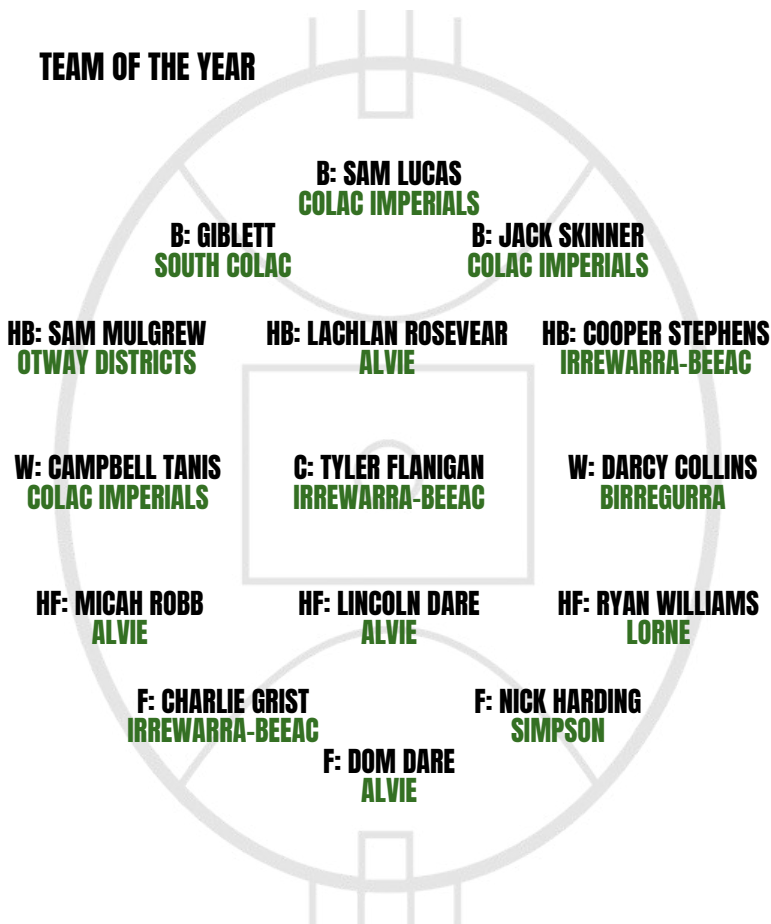 TEAM OF THE YEAR
B: SAM LUCAS
COLAC IMPERIALS
B: GIBLETT
SOUTH COLAC
B: JACK SKINNER
COLAC IMPERIALS
HB: SAM MULGREW
OTWAY DISTRICTS
HB: LACHLAN ROSEVEAR
ALVIE
HB: COOPER STEPHENS
IRREWARRA-BEEAC
W: CAMPBELL TANIS
COLAC IMPERIALS
C: TYLER FLANIGAN
IRREWARRA-BEEAC
W: DARCY COLLINS
BIRREGURRA
HF: MICAH ROBB
ALVIE
HF: LINCOLN DARE
ALVIE
HF: RYAN WILLIAMS
LORNE
F: CHARLIE GRIST
IRREWARRA-BEEAC
F: NICK HARDING
SIMPSON
F: DOM DARE
ALVIE